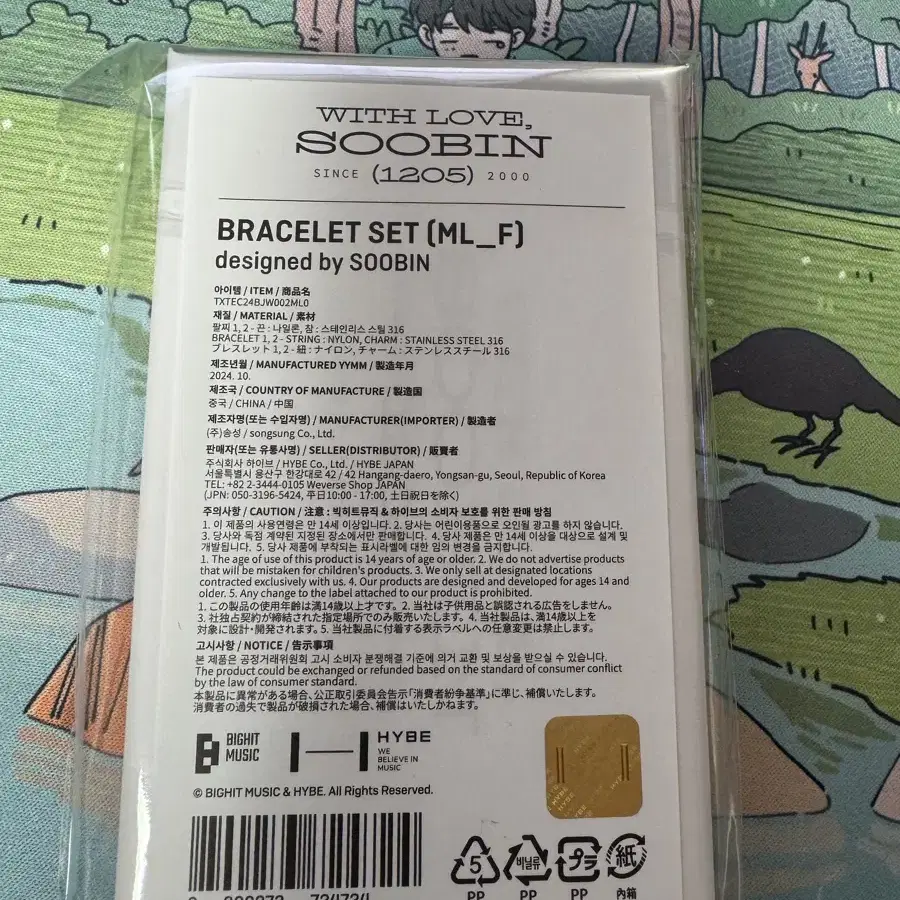 WITH LOVE,
SOOBIN
SINCE (1205) 2000
BRACELET SET (ML_F)
designed by SOOBIN
아이템 / ITEM / 商品名
TXTEC24BJW002ML0
재질 / MATERIAL / 素材
팔찌 1, 2 - 끈 : 나일론, 참 : 스테인리스 스틸 316
BRACELET 1, 2 - STRING : NYLON, CHARM : STAINLESS STEEL 316
ブレスレット 1, 2 - 紐 : ナイロン, チャーム : ステンレススチール 316
제조년월 / MANUFACTURED YYMM / 製造年月
2024. 10.
제조국 / COUNTRY OF MANUFACTURE / 製造国
중국 / CHINA / 中国
제조자명(또는 수입자명) / MANUFACTURER(IMPORTER) / 製造者
(주)송성 / songsung Co., Ltd.
판매자(또는 유통사명) / SELLER(DISTRIBUTOR) / 販賣者
주식회사 하이브 / HYBE Co., Ltd. / HYBE JAPAN
서울특별시 용산구 한강대로 42 / 42 Hangang-daero, Yongsan-gu, Seoul, Republic of Korea
TEL: +82 2-3444-0105 Weverse Shop JAPAN
(JPN: 050-3196-5424, 平日10:00 - 17:00, 土日祝日を除く)
주의사항 / CAUTION / 注意 : 빅히트뮤직 & 하이브의 소비자 보호를 위한 판매 방침
1. 이 제품의 사용연령은 만 14세 이상입니다. 2. 당사는 어린이용품으로 오인될 광고를 하지 않습니다.
3. 당사와 독점 계약된 지정된 장소에서만 판매합니다. 4. 당사 제품은 만 14세 이상을 대상으로 설계 및
개발됩니다. 5. 당사 제품에 부착되는 표시라벨에 대한 임의 변경을 금지합니다.
1. The age of use of this product is 14 years of age or older. 2. We do not advertise products
that will be mistaken for children's products. 3. We only sell at designated locations
contracted exclusively with us. 4. Our products are designed and developed for ages 14 and
older. 5. Any change to the label attached to our product is prohibited.
1. この製品の使用年齢は満14歳以上才です。2. 当社は子供用品と誤認される広告をしません。
3. 社独占契約が締結された指定場所でのみ販売いたします。4. 当社製品は、満14歳以上を
対象に設計・開発されます。5. 当社製品に付着する表示ラベルへの任意変更は禁止します。
고시사항 / NOTICE / 告示事項
본 제품은 공정거래위원회 고시 소비자 분쟁해결 기준에 의거 교환 및 보상을 받으실 수 있습니다.
The product could be exchanged or refunded based on the standard of consumer conflict
by the law of consumer standard.
本製品に異常がある場合、公正取引委員会告示「消費者紛争基準」に準じ、補償いたします。
消費者の過失で製品が破損された場合、補償はいたしかねます。
BIGHIT
MUSIC
HYBE
WE
BELIEVE IN
MUSIC
© BIGHIT MUSIC & HYBE. All Rights Reserved.
HYBE
5
비닐류
プラ
紙
PP
PP
PP
内箱